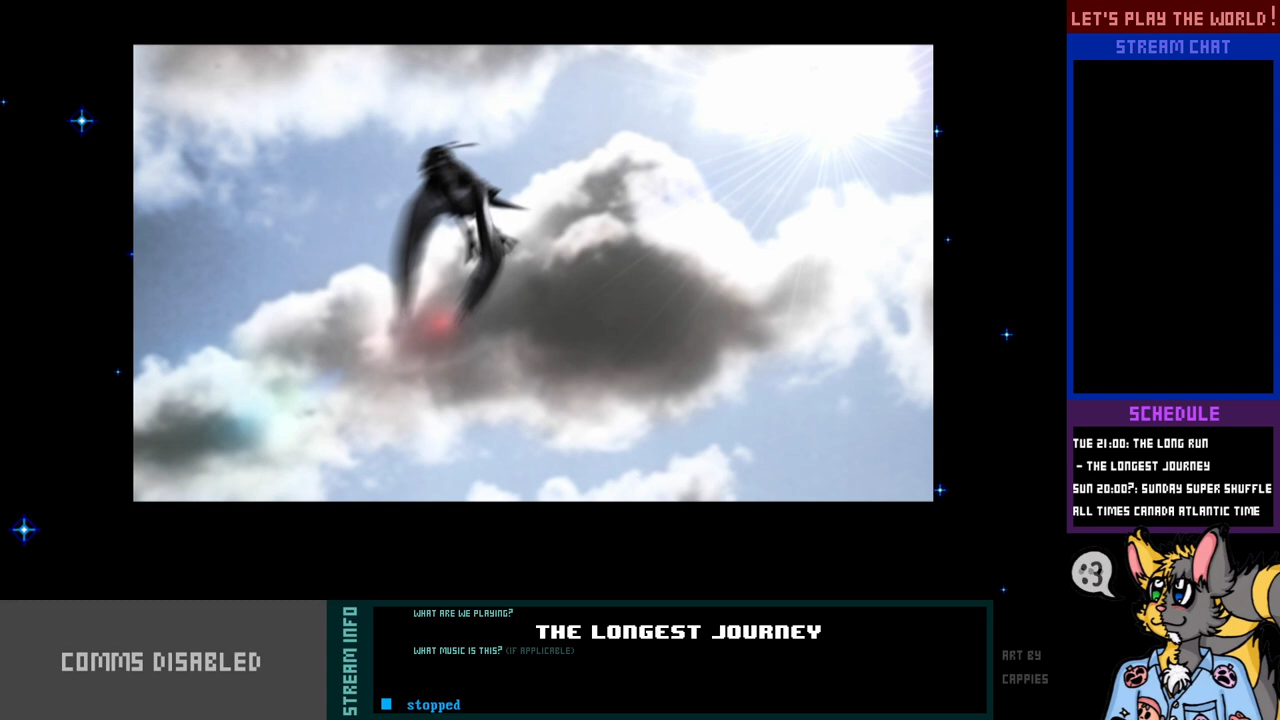 LET'S PLAY THE WORLD!
STREAM CHAT
SCHEDULE
TUE 21:00: THE LONG RUN
- THE LONGEST JOURNEY
SUN 20:00?: SUNDAY SUPER SHUFFLE
ALL TIMES CANADA ATLANTIC TIME
:3
COMMS DISABLED
STREAM INFO
WHAT ARE WE PLAYING?
THE LONGEST JOURNEY
WHAT MUSIC IS THIS? (IF APPLICABLE)
stopped
ART BY
CAPPIES